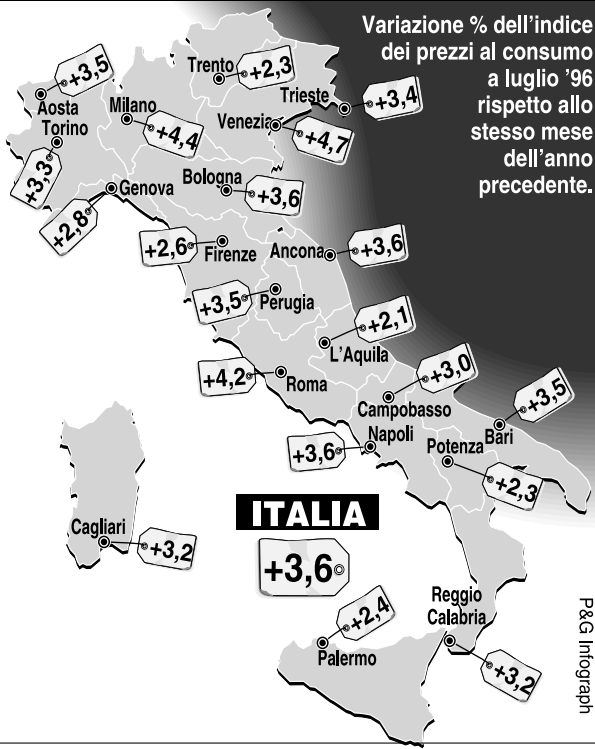 Variazione % dell'indice
dei prezzi al consumo
a luglio '96
rispetto allo
stesso mese
dell'anno
precedente.
+3,5
Aosta
Trento
+2,3
Trieste
+3,4
Milano
+4,4
Venezia
+4,7
Torino
+3,3
Genova
+2,8
Bologna
+3,6
+2,6
Firenze
Ancona
+3,6
+3,5
Perugia
+2,1
L'Aquila
+4,2
Roma
+3,0
Campobasso
+3,5
Bari
Napoli
+3,6
Potenza
+2,3
Cagliari
+3,2
ITALIA
+3,6
+2,4
Palermo
Reggio
Calabria
+3,2
P&G Infograph